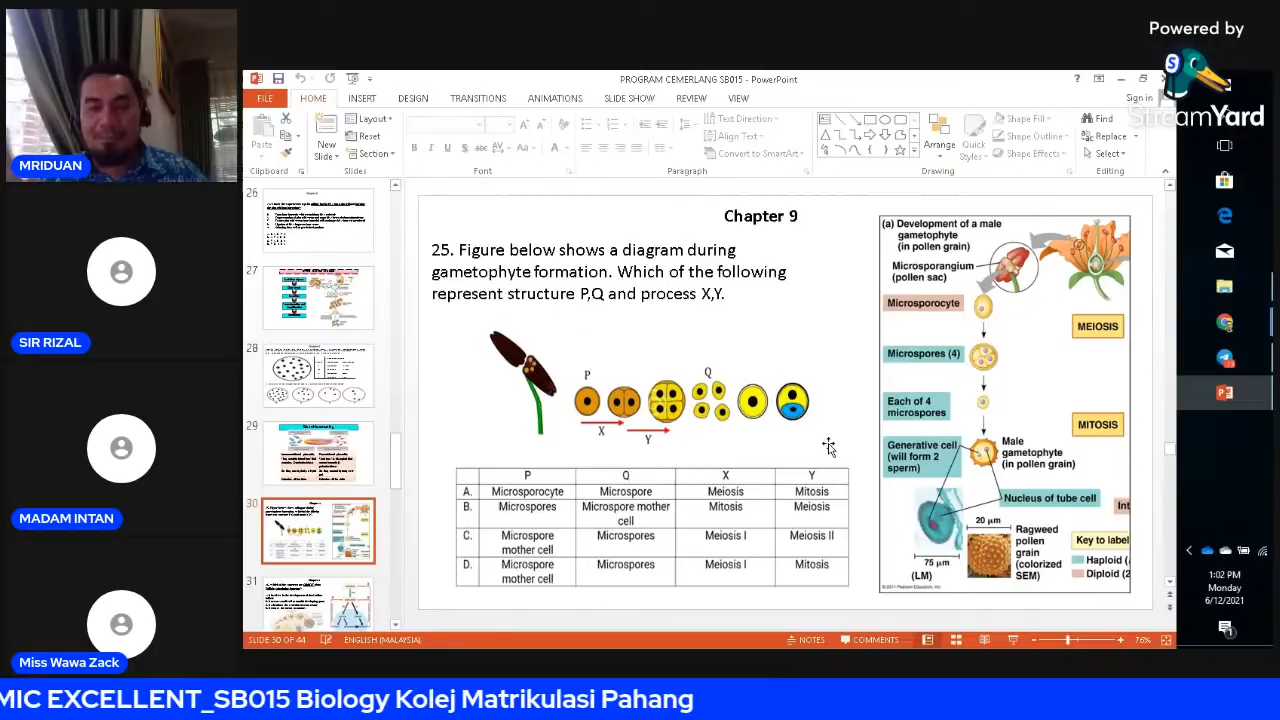 Powered by
StreamYard
MRIDUAN
SIR RIZAL
MADAM INTAN
Miss Wawa Zack
PROGRAM CEMERLANG SB015 - PowerPoint
Sign in
FILE
HOME
INSERT
DESIGN
TRANSITIONS
ANIMATIONS
SLIDE SHOW
REVIEW
VIEW
Paste
Clipboard
New
Slide
Layout
Reset
Section
Slides
Font
Text Direction
Align Text
Convert to SmartArt
Paragraph
Arrange
Quick
Styles
Shape Fill
Shape Outline
Shape Effects
Drawing
Find
Replace
Select
Editing
26
27
28
29
30
31
Chapter 9
25. Figure below shows a diagram during
gametophyte formation. Which of the following
represent structure P,Q and process X,Y.
P
Q
X
Y
P Q X Y
A. Microsporocyte Microspore Meiosis Mitosis
B. Microspores Microspore mother cell Mitosis Meiosis
C. Microspore mother cell Microspores Meiosis I Meiosis II
D. Microspore mother cell Microspores Meiosis I Mitosis
(a) Development of a male
gametophyte
(in pollen grain)
Microsporangium
(pollen sac)
Microsporocyte
MEIOSIS
Microspores (4)
Each of 4
microspores
MITOSIS
Generative cell
(will form 2
sperm)
Male
gametophyte
(in pollen grain)
Nucleus of tube cell
20 µm
75 µm
(LM)
Ragweed
pollen
grain
(colorized
SEM)
Int
Key to label
Haploid (
Diploid (2
© 2011 Pearson Education, Inc.
SLIDE 30 OF 44
ENGLISH (MALAYSIA)
NOTES
COMMENTS
76%
1:02 PM
Monday
6/12/2021
MIC EXCELLENT_SB015 Biology Kolej Matrikulasi Pahang